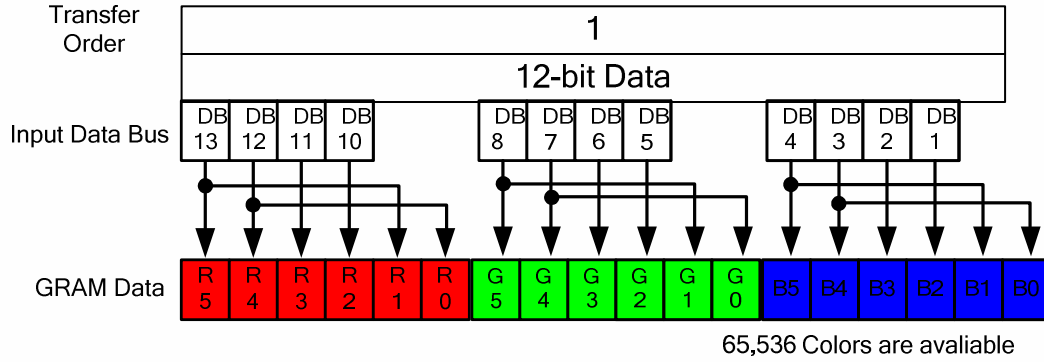 Transfer Order
1
12-bit Data
Input Data Bus
DB 13 DB 12 DB 11 DB 10 DB 8 DB 7 DB 6 DB 5 DB 4 DB 3 DB 2 DB 1
GRAM Data
R 5 R 4 R 3 R 2 R 1 R 0 G 5 G 4 G 3 G 2 G 1 G 0 B5 B4 B3 B2 B1 B0
65,536 Colors are avaliable